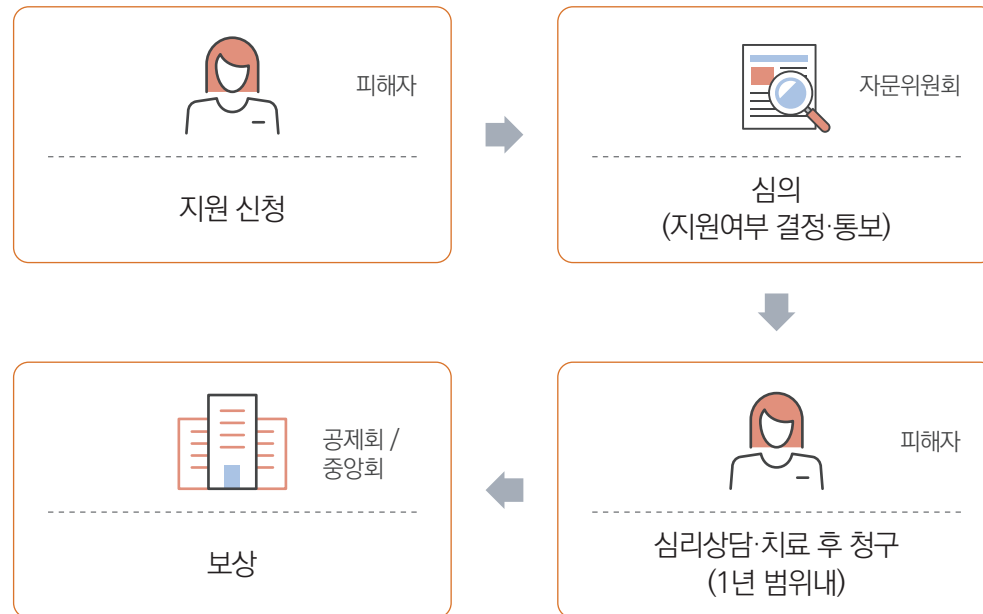 피해자
지원 신청
자문위원회
심의
(지원여부 결정·통보)
피해자
심리상담·치료 후 청구
(1년 범위내)
공제회 /
중앙회
보상